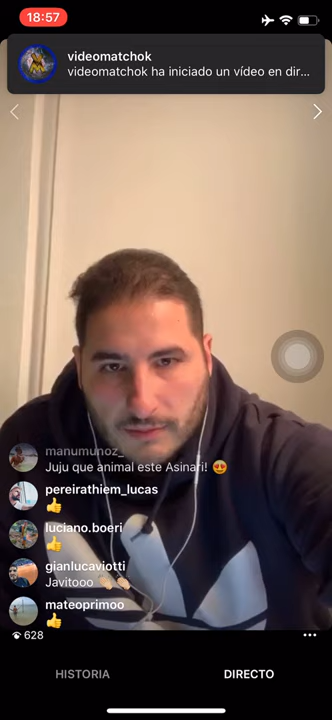 18:57
videomatchok
videomatchok ha iniciado un vídeo en dir...
manumunoz_
Juju que animal este Asinari! 😍
pereirathiem_lucas
👍
luciano.boeri
👍
gianlucaviotti
Javitooo 👏🏻👏🏻
mateoprimoo
👍
628
HISTORIA
DIRECTO